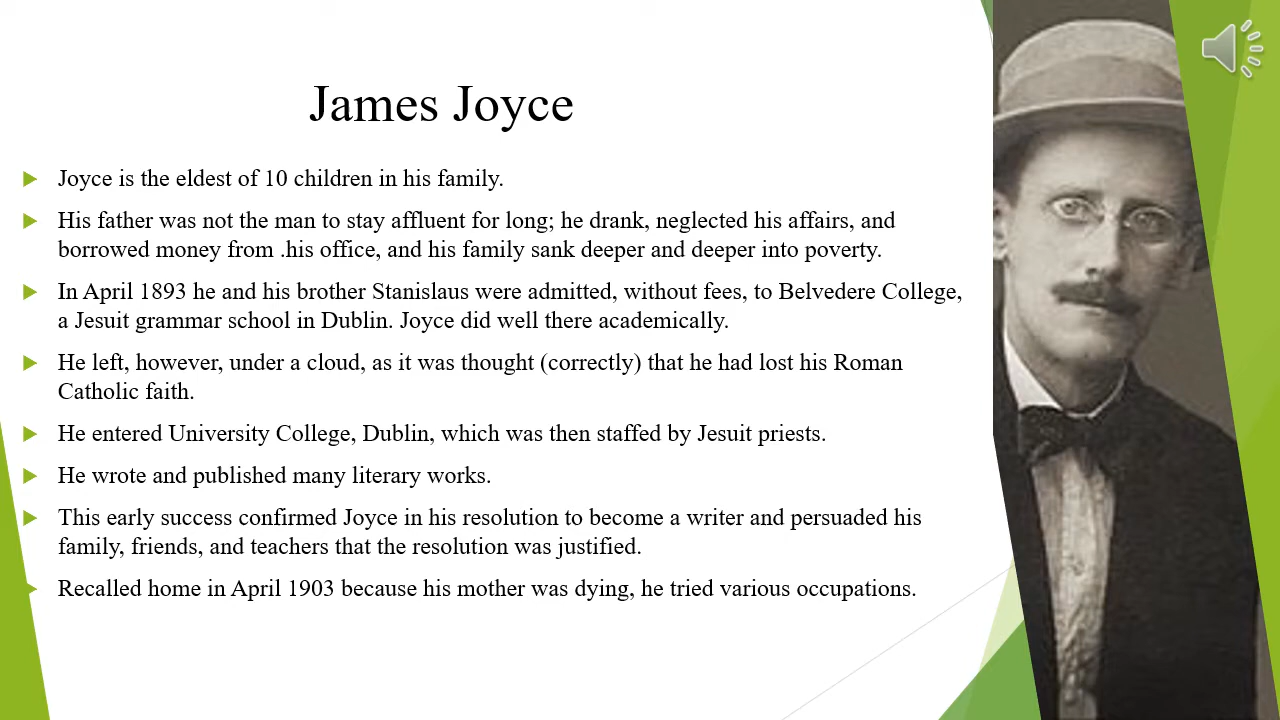 James Joyce
Joyce is the eldest of 10 children in his family.
His father was not the man to stay affluent for long; he drank, neglected his affairs, and
borrowed money from .his office, and his family sank deeper and deeper into poverty.
In April 1893 he and his brother Stanislaus were admitted, without fees, to Belvedere College,
a Jesuit grammar school in Dublin. Joyce did well there academically.
He left, however, under a cloud, as it was thought (correctly) that he had lost his Roman
Catholic faith.
He entered University College, Dublin, which was then staffed by Jesuit priests.
He wrote and published many literary works.
This early success confirmed Joyce in his resolution to become a writer and persuaded his
family, friends, and teachers that the resolution was justified.
Recalled home in April 1903 because his mother was dying, he tried various occupations.